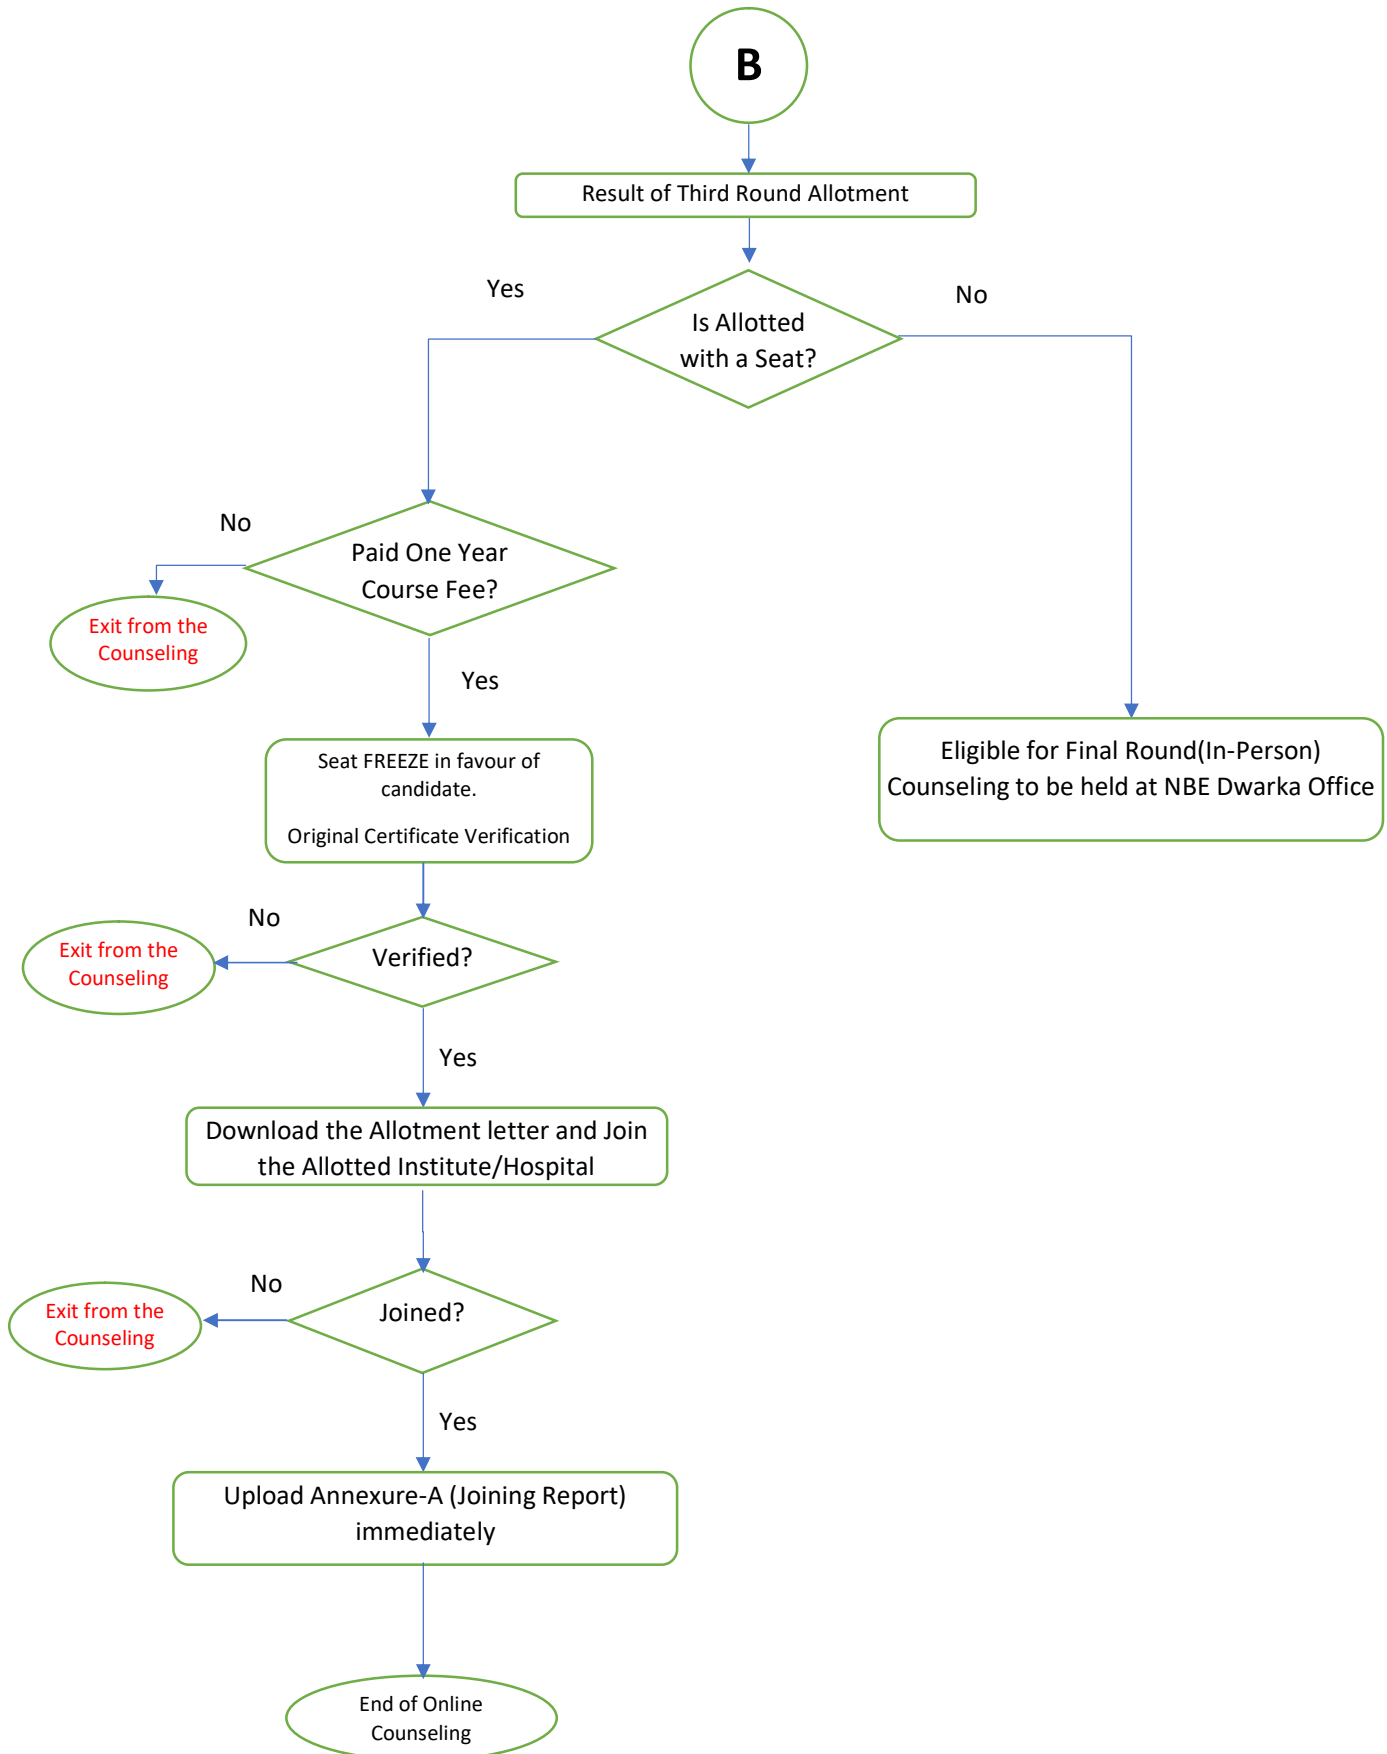 B
Result of Third Round Allotment
Yes
No
Is Allotted
with a Seat?
No
Paid One Year
Course Fee?
Exit from the
Counseling
Yes
Seat FREEZE in favour of
candidate.
Original Certificate Verification
Eligible for Final Round(In-Person)
Counseling to be held at NBE Dwarka Office
No
Exit from the
Counseling
Verified?
Yes
Download the Allotment letter and Join
the Allotted Institute/Hospital
No
Exit from the
Counseling
Joined?
Yes
Upload Annexure-A (Joining Report)
immediately
End of Online
Counseling